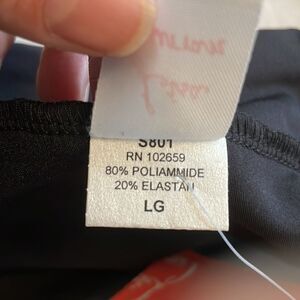 S801
RN 102659
80% POLIAMMIDE
20% ELASTAN
LG